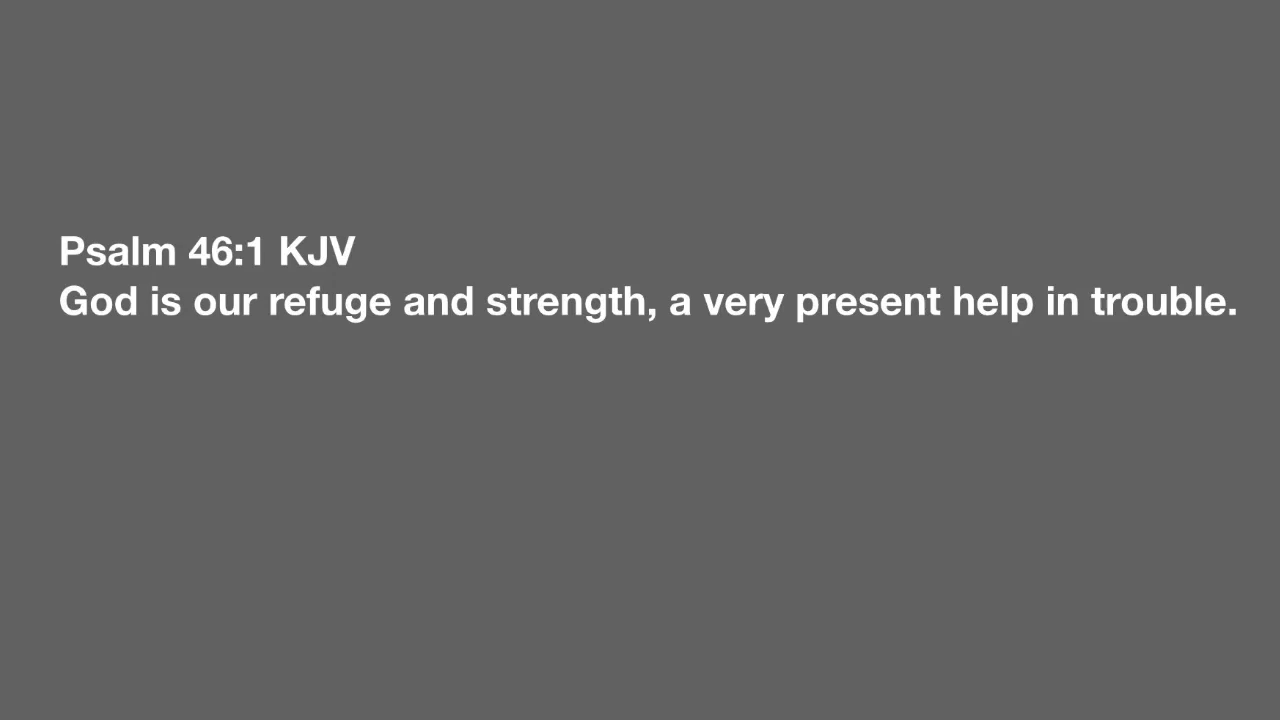 Psalm 46:1 KJV
God is our refuge and strength, a very present help in trouble.